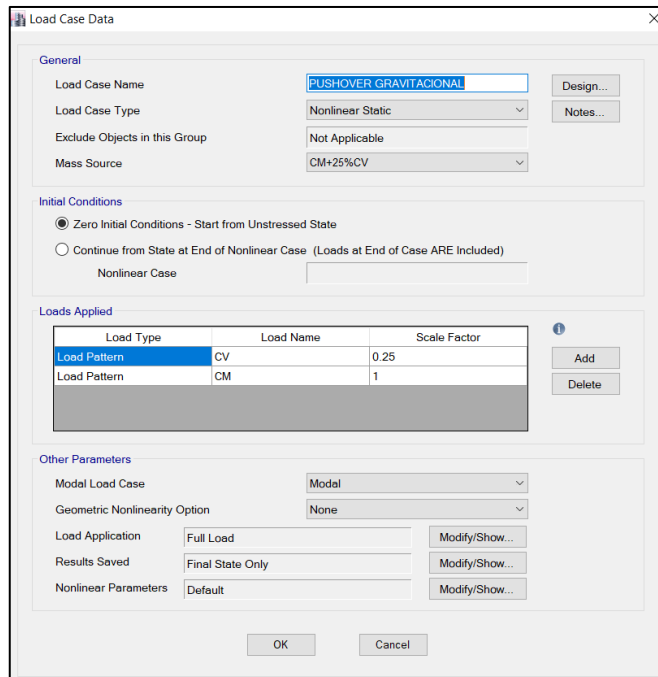 Load Case Data
General
Load Case Name PUSHOVER GRAVITACIONAL Design...
Load Case Type Nonlinear Static Notes...
Exclude Objects in this Group Not Applicable
Mass Source CM+25%CV
Initial Conditions
Zero Initial Conditions - Start from Unstressed State
Continue from State at End of Nonlinear Case (Loads at End of Case ARE Included)
Nonlinear Case
Loads Applied
Load Type Load Name Scale Factor
Load Pattern CV 0.25 Add
Load Pattern CM 1 Delete
Other Parameters
Modal Load Case Modal
Geometric Nonlinearity Option None
Load Application Full Load Modify/Show...
Results Saved Final State Only Modify/Show...
Nonlinear Parameters Default Modify/Show...
OK Cancel